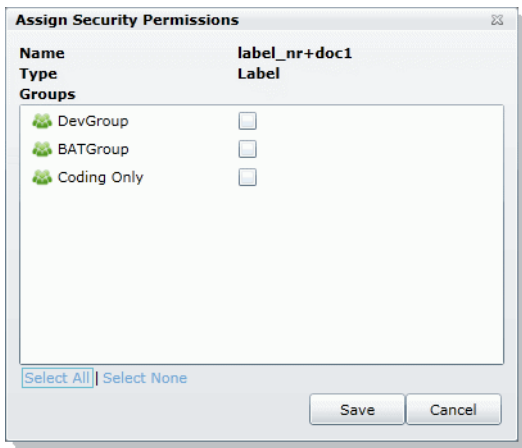 Assign Security Permissions
Name label_nr+doc1
Type Label
Groups
DevGroup
BATGroup
Coding Only
Select All | Select None
Save Cancel